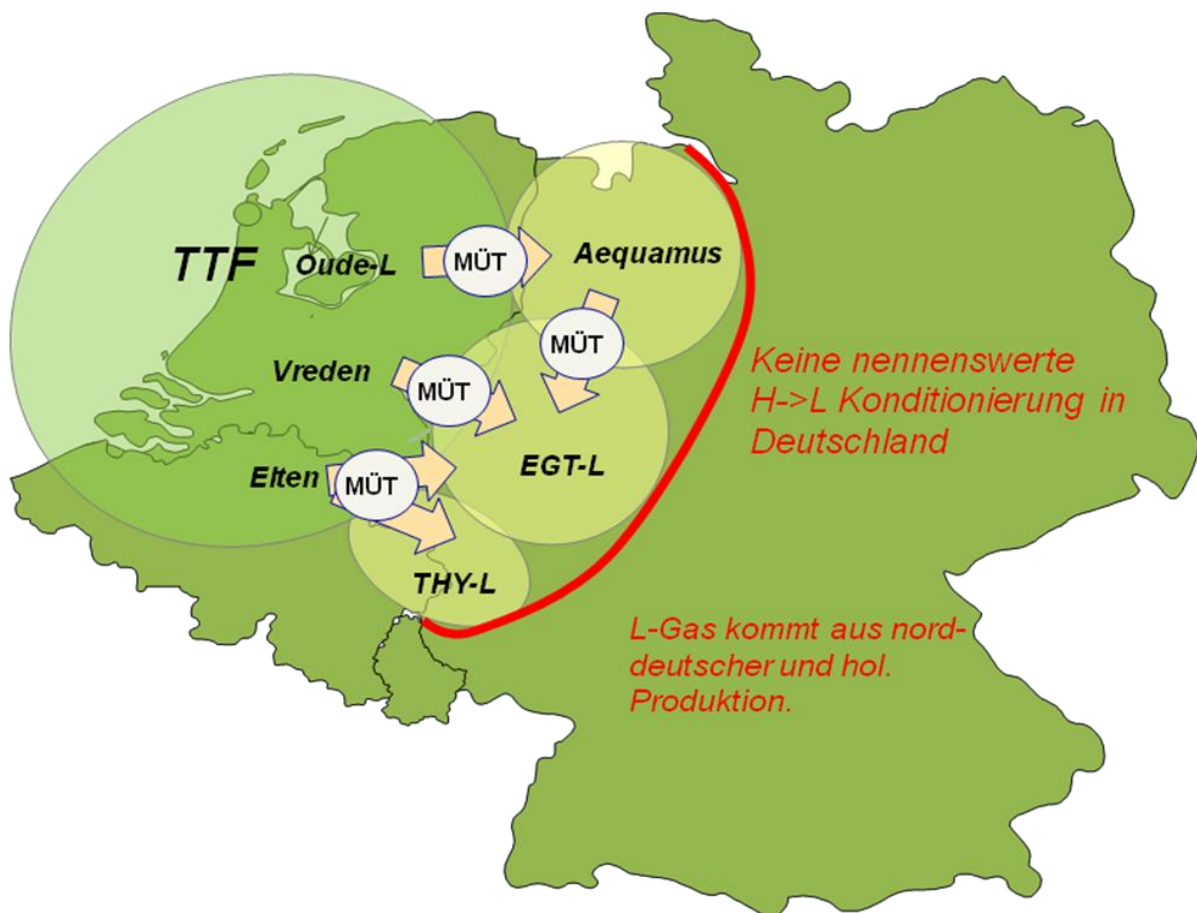 TTF
Oude-L
MÜT
Aequamus
Vreden
MÜT
MÜT
Elten
MÜT
EGT-L
THY-L
Keine nennenswerte
H->L Konditionierung in
Deutschland
L-Gas kommt aus nord-
deutscher und hol.
Produktion.